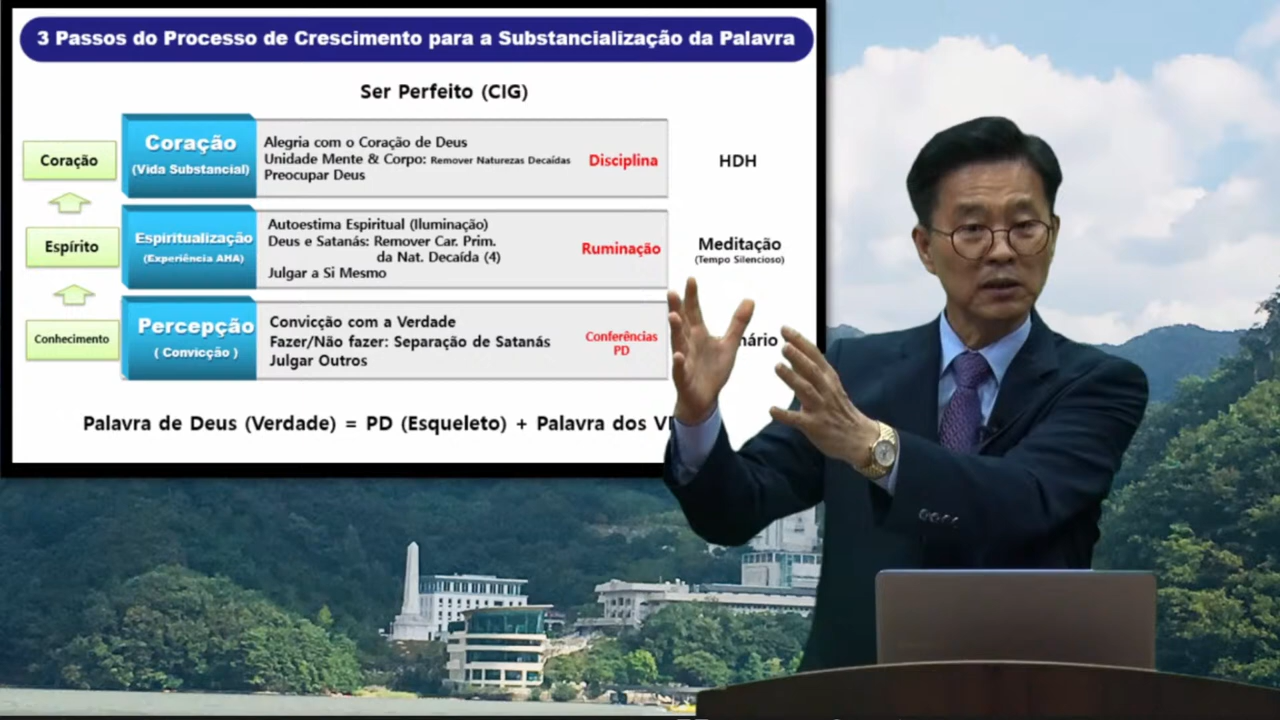 3 Passos do Processo de Crescimento para a Substancialização da Palavra
Ser Perfeito (CIG)
Coração
Coração
(Vida Substancial)
Alegria com o Coração de Deus
Unidade Mente & Corpo: Remover Naturezas Decaídas
Preocupar Deus
Disciplina
HDH
Espírito
Espiritualização
(Experiência AHA)
Autoestima Espiritual (Iluminação)
Deus e Satanás: Remover Car. Prim.
da Nat. Decaída (4)
Julgar a Si Mesmo
Ruminação
Meditação
(Tempo Silencioso)
Conhecimento
Percepção
( Convicção )
Convicção com a Verdade
Fazer/Não fazer: Separação de Satanás
Julgar Outros
Conferências
PD
Palavra de Deus (Verdade) = PD (Esqueleto) + Palavra dos